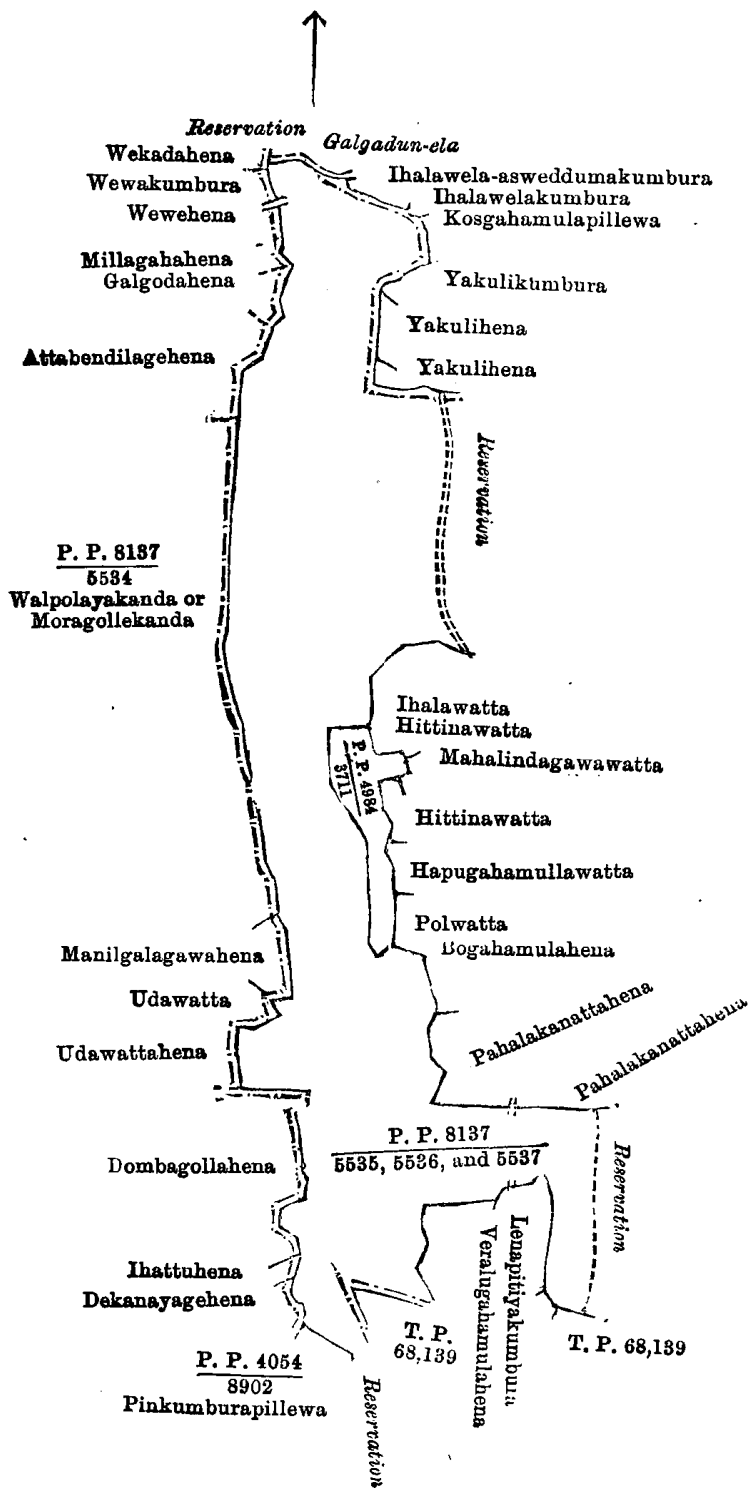 Reservation
Galgadun-ela
Wekadahena
Wewakumbura
Wewehena
Ihalawela-asweddumakumbura
Ihalawelakumbura
Kosgahamulapillewa
Millagahahena
Galgodahena
Yakulikumbura
Yakulihena
Attabendilagehena
Yakulihena
Reservation
P. P. 8137
5534
Walpolayakanda or
Moragollekanda
Ihalawatta
Hittinawatta
P. P. 4984
3711
Mahalindagawawatta
Hittinawatta
Hapugahamullawatta
Polwatta
Bogahamulahena
Manilgalagawahena
Udawatta
Udawattahena
Pahalakanattahena
Pahalakanattahena
P. P. 8137
5535, 5536, and 5537
Reservation
Dombagollahena
Lenapitiyakumbura
Veralugahamulahena
Ihattuhena
Dekanayagehena
T. P.
68,139
T. P. 68,139
P. P. 4054
8902
Pinkumburapillewa
Reservation